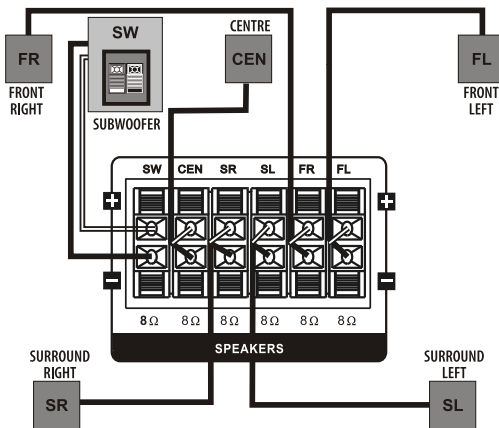 SW
CENTRE
FR
CEN
FL
FRONT
RIGHT
SUBWOOFER
FRONT
LEFT
SW CEN SR SL FR FL
+ +
- -
8Ω 8Ω 8Ω 8Ω 8Ω 8Ω
SPEAKERS
SURROUND
RIGHT
SURROUND
LEFT
SR
SL